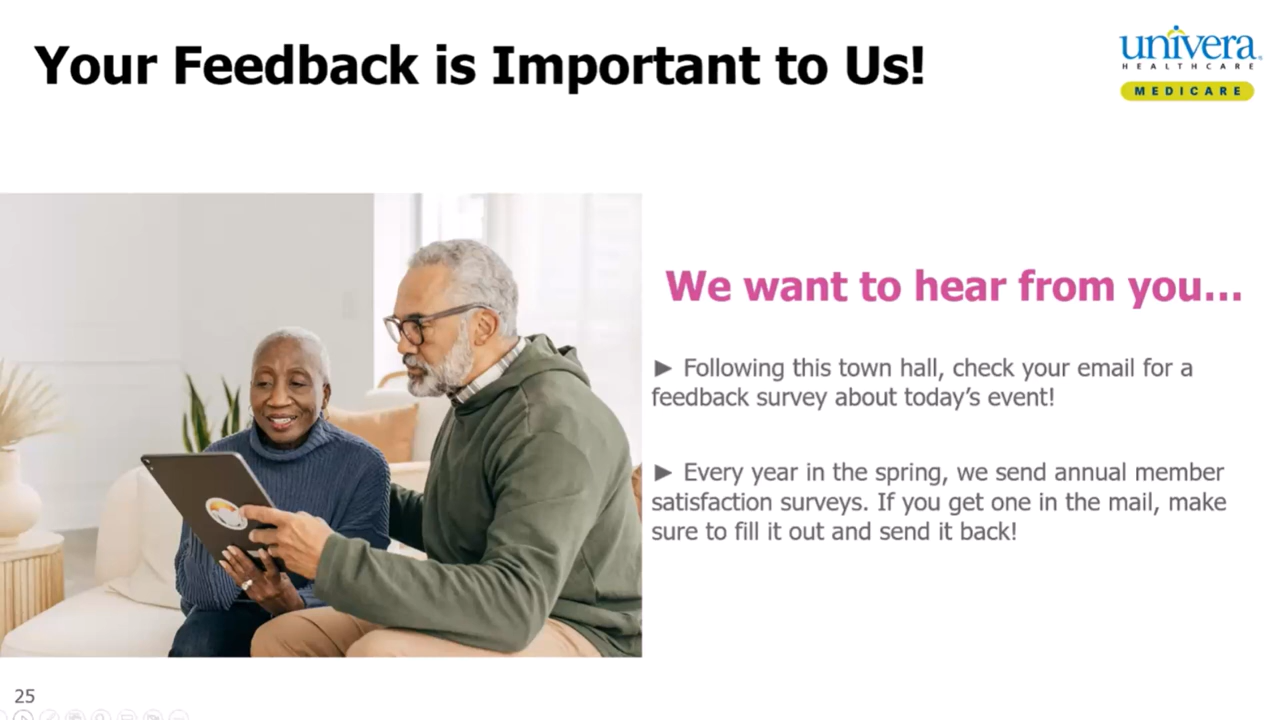 Your Feedback is Important to Us!
univera
HEALTHCARE
MEDICARE
We want to hear from you...
► Following this town hall, check your email for a
feedback survey about today’s event!
► Every year in the spring, we send annual member
satisfaction surveys. If you get one in the mail, make
sure to fill it out and send it back!
25